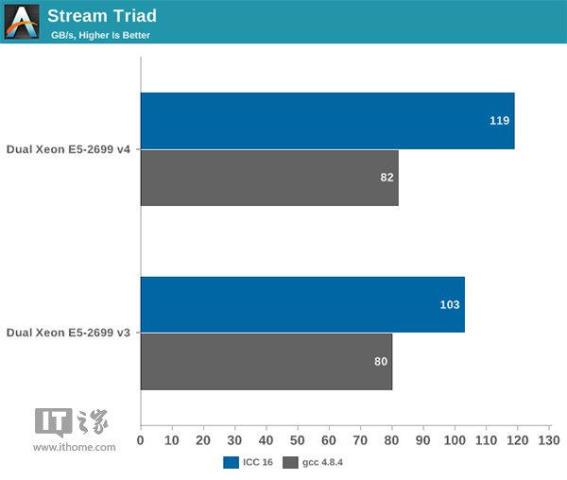 Stream Triad
GB/s, Higher Is Better
Dual Xeon E5-2699 v4
119
82
Dual Xeon E5-2699 v3
103
80
IT之家
www.ithome.com
0 10 20 30 40 50 60 70 80 90 100 110 120 130
ICC 16 gcc 4.8.4